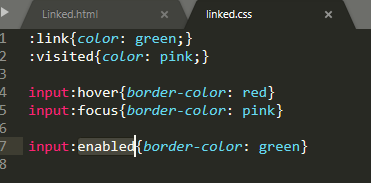 Linked.html
linked.css
1 :link{color: green;}
2 :visited{color: pink;}
3
4 input:hover{border-color: red}
5 input:focus{border-color: pink}
6
7 input:enabled{border-color: green}
8